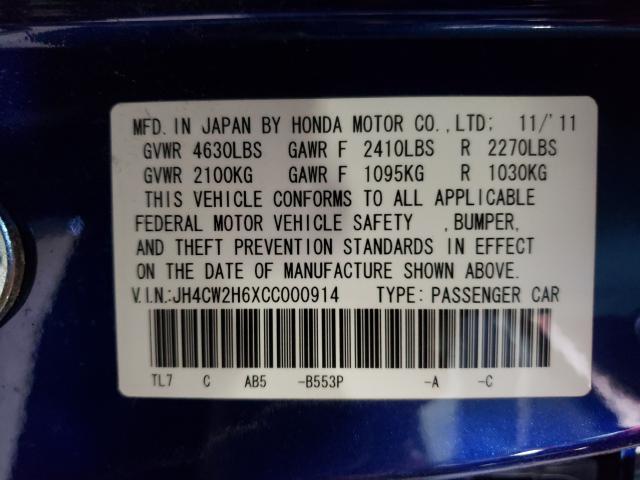 MFD. IN JAPAN BY HONDA MOTOR CO.,LTD: 11/'11
GVWR 4630LBS GAWR F 2410LBS R 2270LBS
GVWR 2100KG GAWR F 1095KG R 1030KG
THIS VEHICLE CONFORMS TO ALL APPLICABLE
FEDERAL MOTOR VEHICLE SAFETY ,BUMPER,
AND THEFT PREVENTION STANDARDS IN EFFECT
ON THE DATE OF MANUFACTURE SHOWN ABOVE.
V.I.N.:JH4CW2H6XCC000914 TYPE: PASSENGER CAR
TL7 C AB5 -B553P -A -C